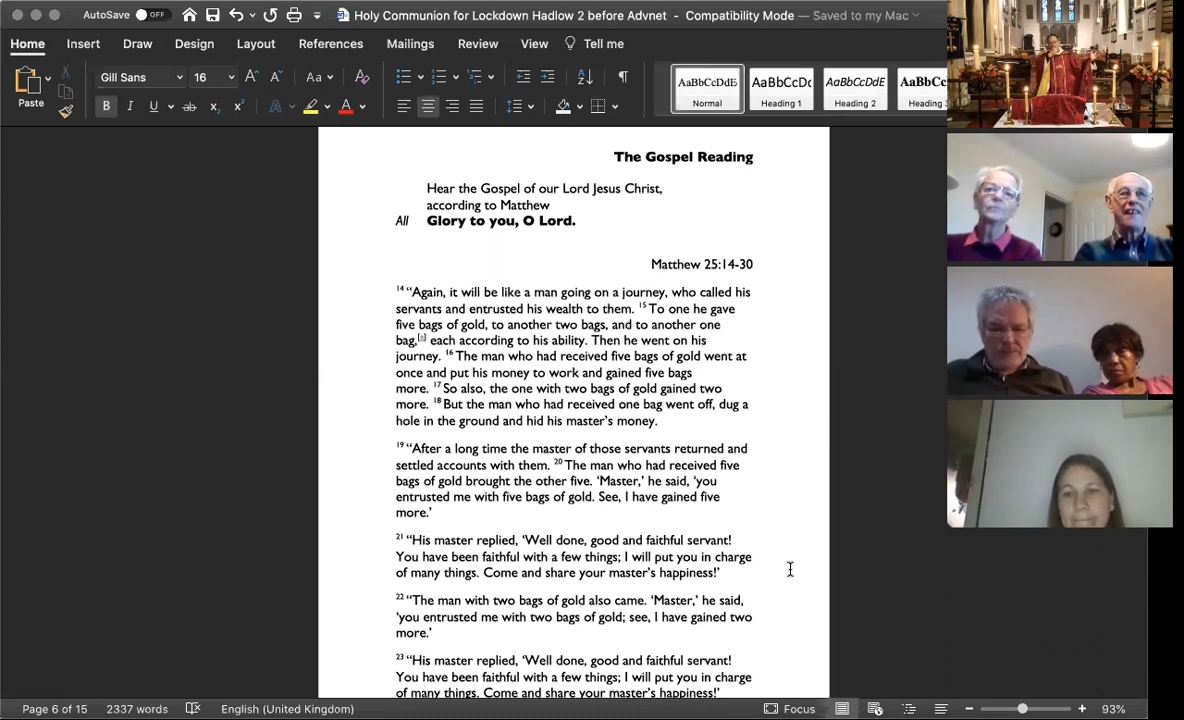 AutoSave OFF
Holy Communion for Lockdown Hadlow 2 before Advnet - Compatibility Mode — Saved to my Mac
Home Insert Draw Design Layout References Mailings Review View Tell me
Paste
Gill Sans 16
Aa
B I U ab x2 x2 A A
AaBbCcDdE AaBbCcDc AaBbCcDdE AaBbCc
Normal Heading 1 Heading 2 Heading
The Gospel Reading
Hear the Gospel of our Lord Jesus Christ,
according to Matthew
All Glory to you, O Lord.
Matthew 25:14-30
14 “Again, it will be like a man going on a journey, who called his
servants and entrusted his wealth to them. 15 To one he gave
five bags of gold, to another two bags, and to another one
bag,[a] each according to his ability. Then he went on his
journey. 16 The man who had received five bags of gold went at
once and put his money to work and gained five bags
more. 17 So also, the one with two bags of gold gained two
more. 18 But the man who had received one bag went off, dug a
hole in the ground and hid his master’s money.
19 “After a long time the master of those servants returned and
settled accounts with them. 20 The man who had received five
bags of gold brought the other five. ‘Master,’ he said, ‘you
entrusted me with five bags of gold. See, I have gained five
more.’
21 “His master replied, ‘Well done, good and faithful servant!
You have been faithful with a few things; I will put you in charge
of many things. Come and share your master’s happiness!’
22 “The man with two bags of gold also came. ‘Master,’ he said,
‘you entrusted me with two bags of gold; see, I have gained two
more.’
23 “His master replied, ‘Well done, good and faithful servant!
You have been faithful with a few things; I will put you in charge
of many things. Come and share your master’s happiness!’
Page 6 of 15 2337 words English (United Kingdom) Focus 93%